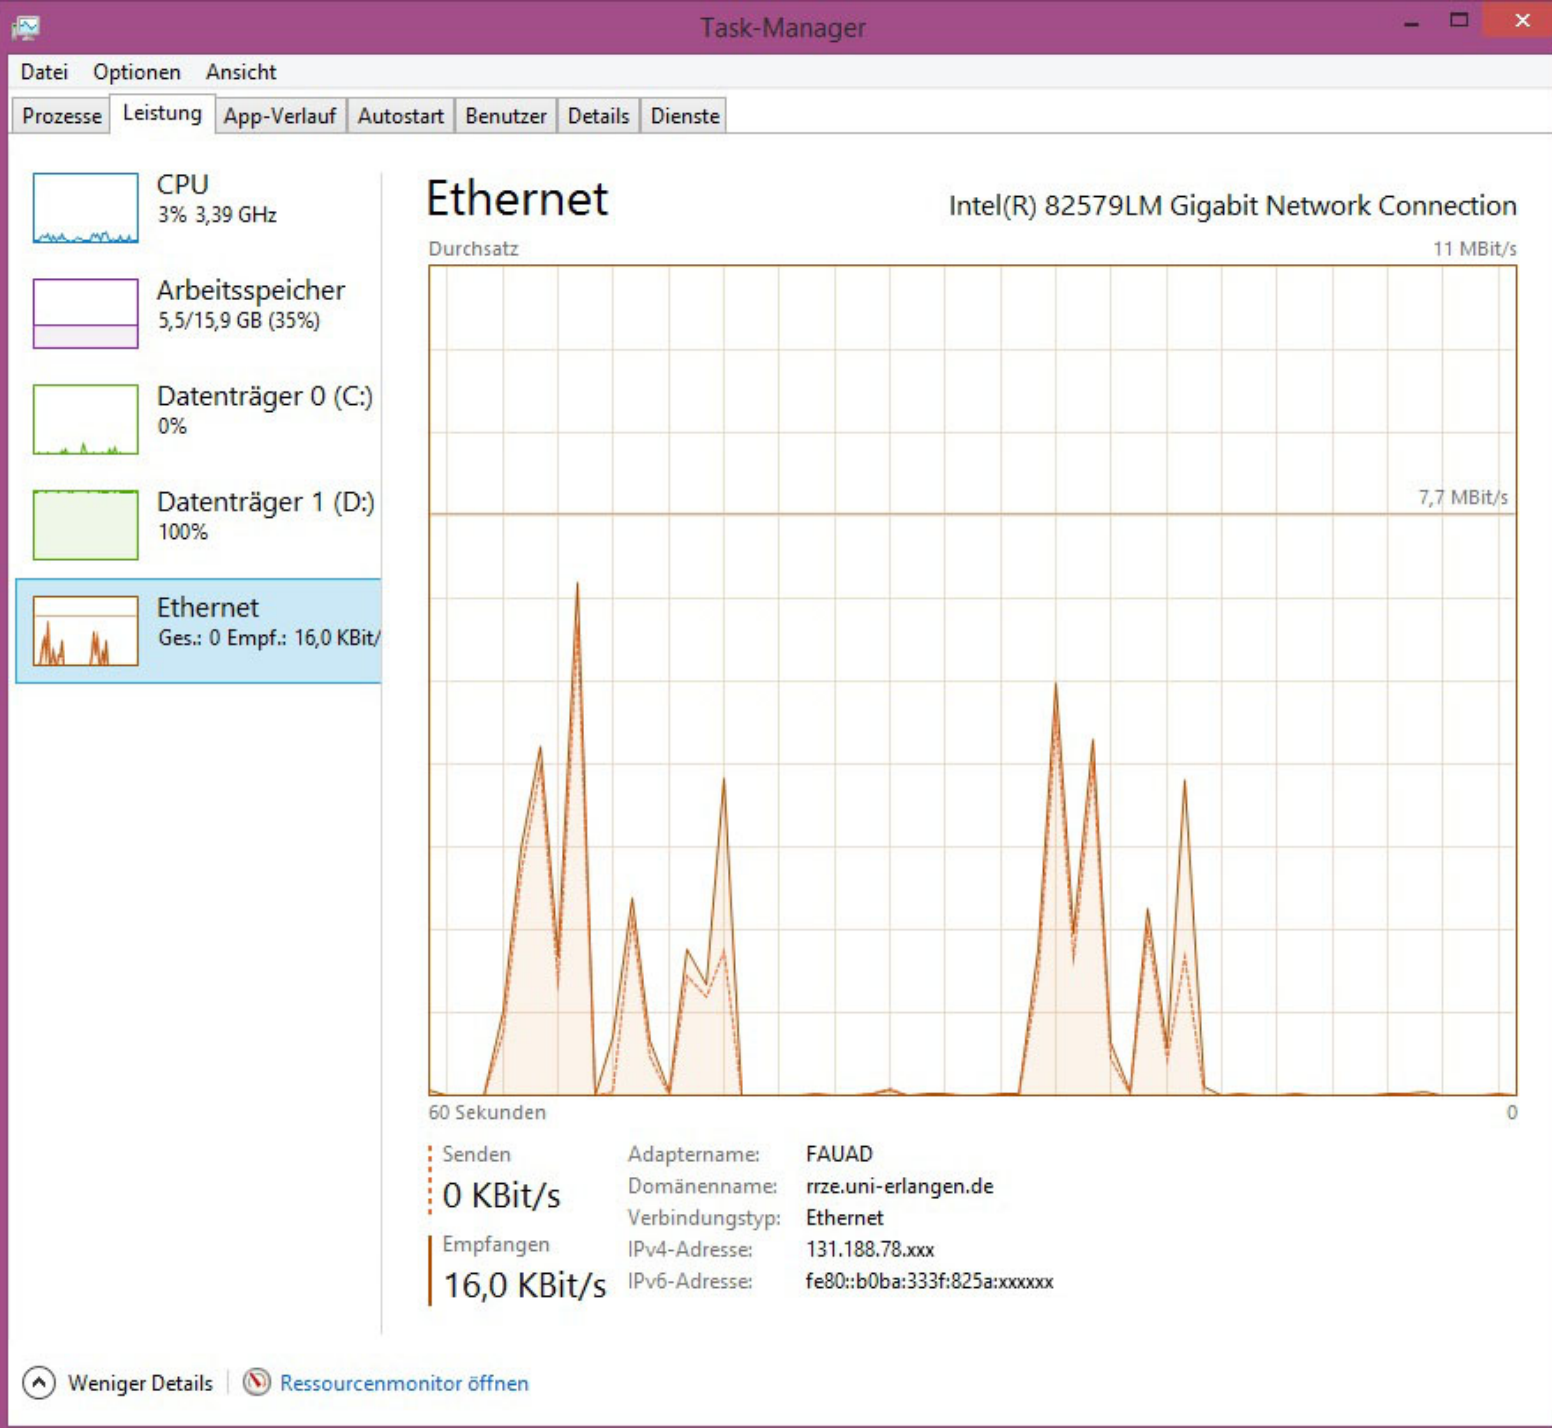 Task-Manager
Datei Optionen Ansicht
Prozesse Leistung App-Verlauf Autostart Benutzer Details Dienste
CPU
3% 3,39 GHz
Arbeitsspeicher
5,5/15,9 GB (35%)
Datenträger 0 (C:)
0%
Datenträger 1 (D:)
100%
Ethernet
Ges.: 0 Empf.: 16,0 KBit/
Ethernet Intel(R) 82579LM Gigabit Network Connection
Durchsatz 11 MBit/s
7,7 MBit/s
60 Sekunden 0
Senden
0 KBit/s
Empfangen
16,0 KBit/s
Adaptername: FAUAD
Domänenname: rrze.uni-erlangen.de
Verbindungstyp: Ethernet
IPv4-Adresse: 131.188.78.xxx
IPv6-Adresse: fe80::b0ba:333f:825a:xxxxxx
Weniger Details Ressourcenmonitor öffnen